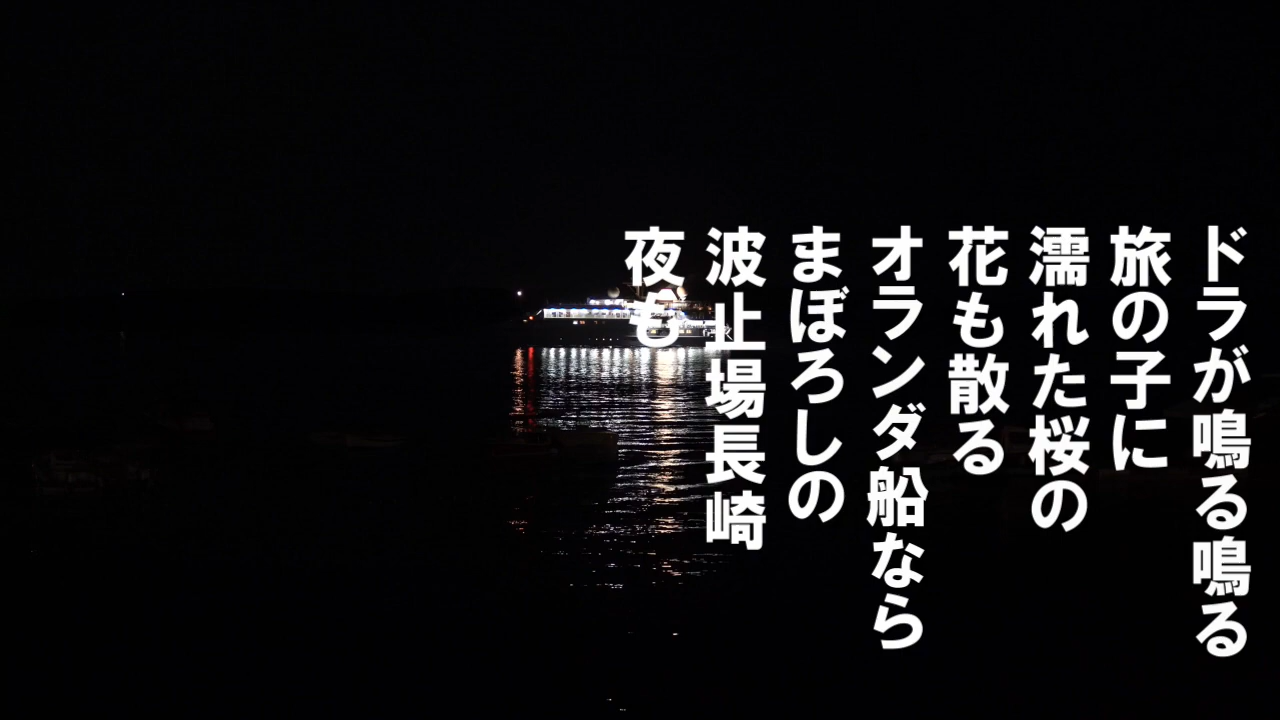 ドラが鳴る鳴る
旅の子に
濡れた桜の
花も散る
オランダ船なら
まぼろしの
波止場長崎
夜も